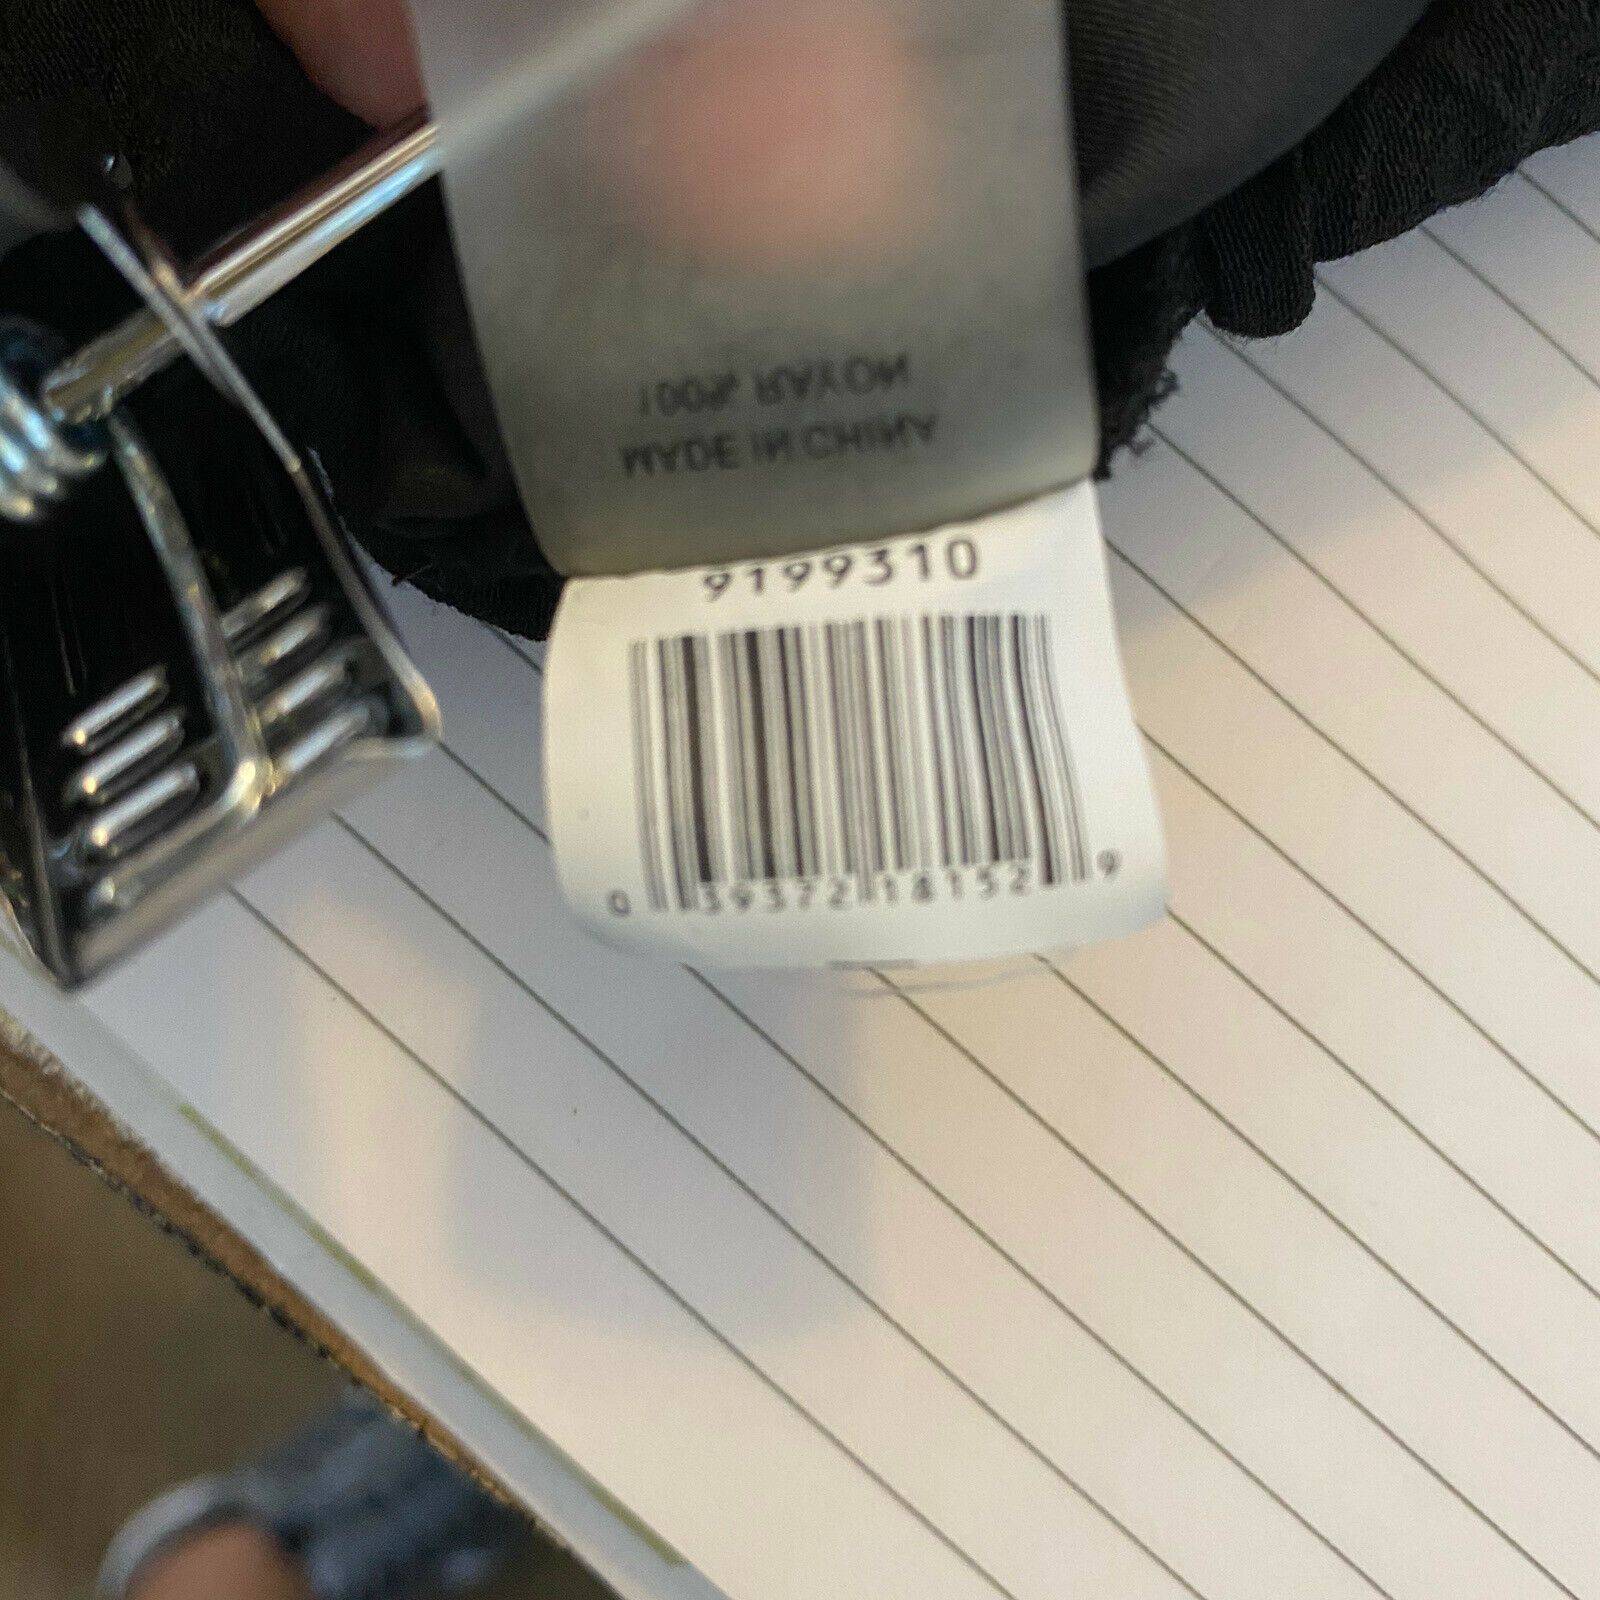 100% RAYON
MADE IN CHINA
9199310
0 39372 18152 9